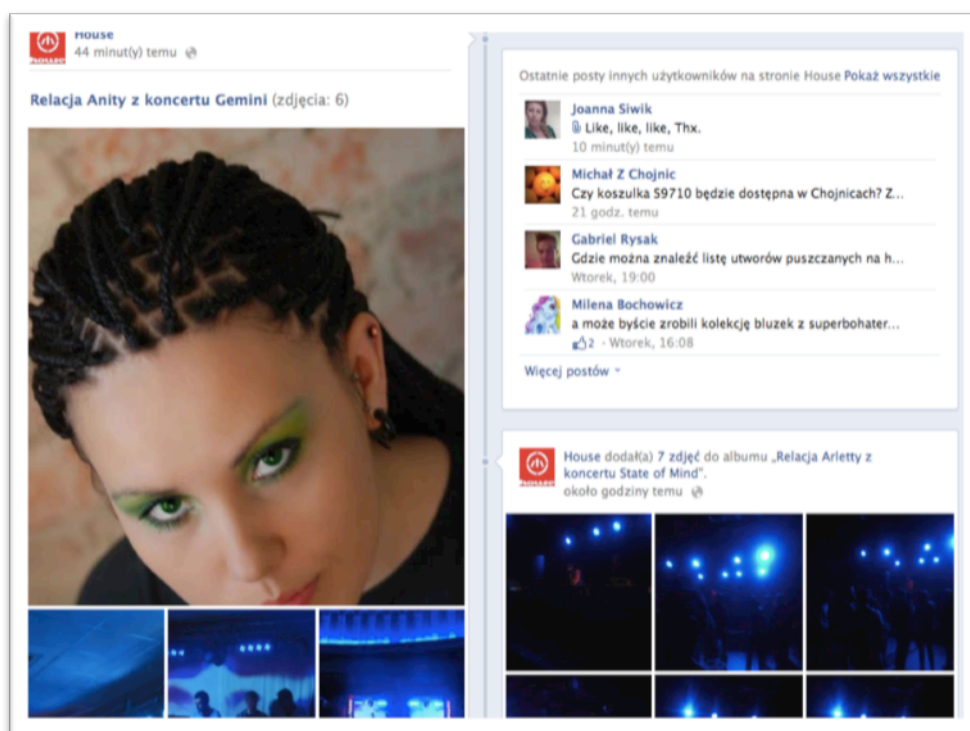 House
44 minut(y) temu
Relacja Anity z koncertu Gemini (zdjęcia: 6)
Ostatnie posty innych użytkowników na stronie House Pokaż wszystkie
Joanna Siwik
Like, like, like, Thx.
10 minut(y) temu
Michał Z Chojnic
Czy koszulka S9710 będzie dostępna w Chojnicach? Z...
21 godz. temu
Gabriel Rysak
Gdzie można znaleźć listę utworów puszczanych na h...
Wtorek, 19:00
Milena Bochowicz
a może byście zrobili kolekcję bluzek z superbohater...
2 · Wtorek, 16:08
Więcej postów
House dodał(a) 7 zdjęć do albumu „Relacja Arletty z
koncertu State of Mind”.
około godziny temu